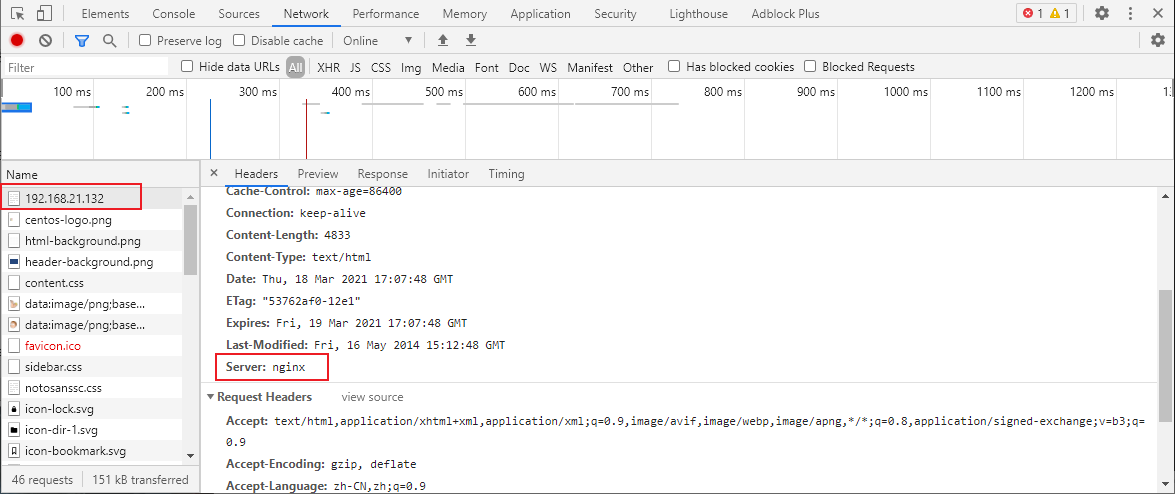 Elements Console Sources Network Performance Memory Application Security Lighthouse Adblock Plus 1 1
Preserve log Disable cache Online
Filter Hide data URLs All XHR JS CSS Img Media Font Doc WS Manifest Other Has blocked cookies Blocked Requests
100 ms 200 ms 300 ms 400 ms 500 ms 600 ms 700 ms 800 ms 900 ms 1000 ms 1100 ms 1200 ms
Name
192.168.21.132
centos-logo.png
html-background.png
header-background.png
content.css
data:image/png;base...
data:image/png;base...
favicon.ico
sidebar.css
notosanssc.css
icon-lock.svg
icon-dir-1.svg
icon-bookmark.svg
46 requests 151 kB transferred
Headers Preview Response Initiator Timing
Cache-Control: max-age=86400
Connection: keep-alive
Content-Length: 4833
Content-Type: text/html
Date: Thu, 18 Mar 2021 17:07:48 GMT
ETag: "53762af0-12e1"
Expires: Fri, 19 Mar 2021 17:07:48 GMT
Last-Modified: Fri, 16 May 2014 15:12:48 GMT
Server: nginx
Request Headers view source
Accept: text/html,application/xhtml+xml,application/xml;q=0.9,image/avif,image/webp,image/apng,*/*;q=0.8,application/signed-exchange;v=b3;q=
0.9
Accept-Encoding: gzip, deflate
Accept-Language: zh-CN,zh;q=0.9